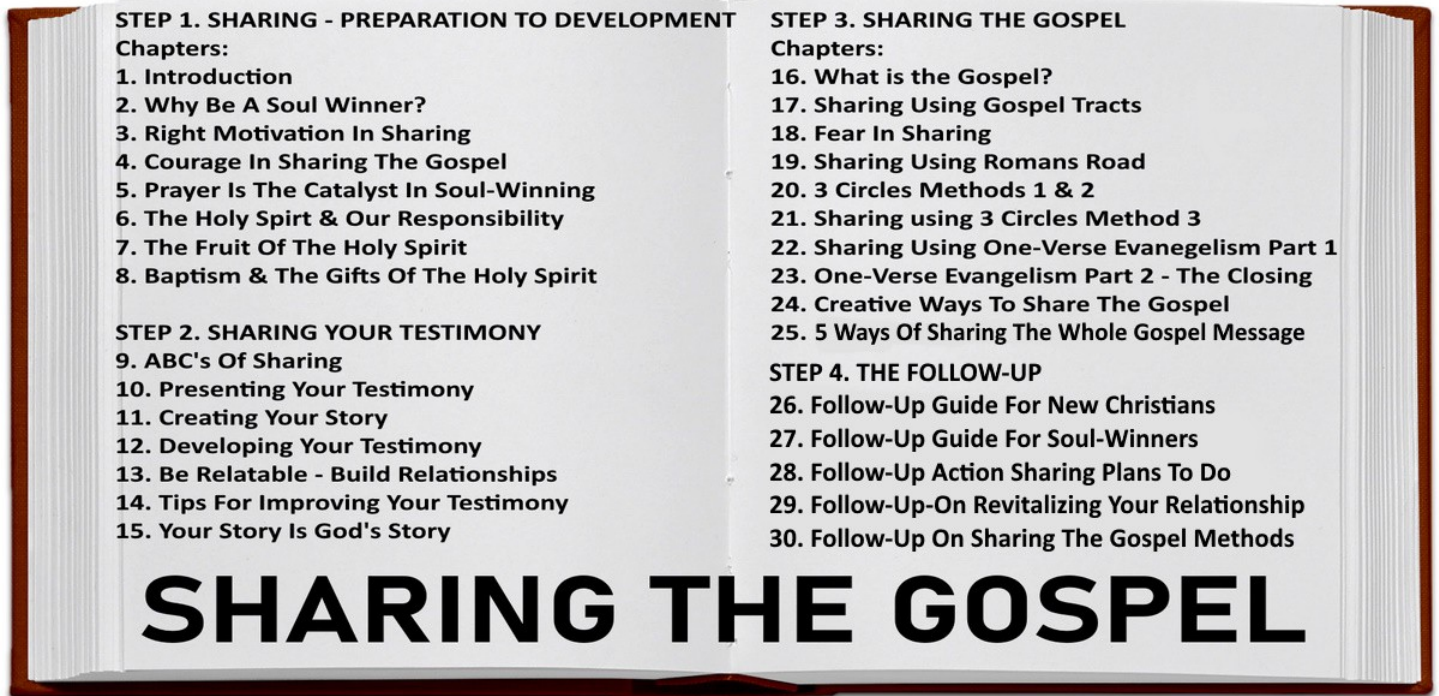 STEP 1. SHARING - PREPARATION TO DEVELOPMENT
Chapters:
1. Introduction
2. Why Be A Soul Winner?
3. Right Motivation In Sharing
4. Courage In Sharing The Gospel
5. Prayer Is The Catalyst In Soul-Winning
6. The Holy Spirt & Our Responsibility
7. The Fruit Of The Holy Spirit
8. Baptism & The Gifts Of The Holy Spirit
STEP 2. SHARING YOUR TESTIMONY
9. ABC's Of Sharing
10. Presenting Your Testimony
11. Creating Your Story
12. Developing Your Testimony
13. Be Relatable - Build Relationships
14. Tips For Improving Your Testimony
15. Your Story Is God's Story
STEP 3. SHARING THE GOSPEL
Chapters:
16. What is the Gospel?
17. Sharing Using Gospel Tracts
18. Fear In Sharing
19. Sharing Using Romans Road
20. 3 Circles Methods 1 & 2
21. Sharing using 3 Circles Method 3
22. Sharing Using One-Verse Evanegelism Part 1
23. One-Verse Evangelism Part 2 - The Closing
24. Creative Ways To Share The Gospel
25. 5 Ways Of Sharing The Whole Gospel Message
STEP 4. THE FOLLOW-UP
26. Follow-Up Guide For New Christians
27. Follow-Up Guide For Soul-Winners
28. Follow-Up Action Sharing Plans To Do
29. Follow-Up-On Revitalizing Your Relationship
30. Follow-Up On Sharing The Gospel Methods
SHARING THE GOSPEL